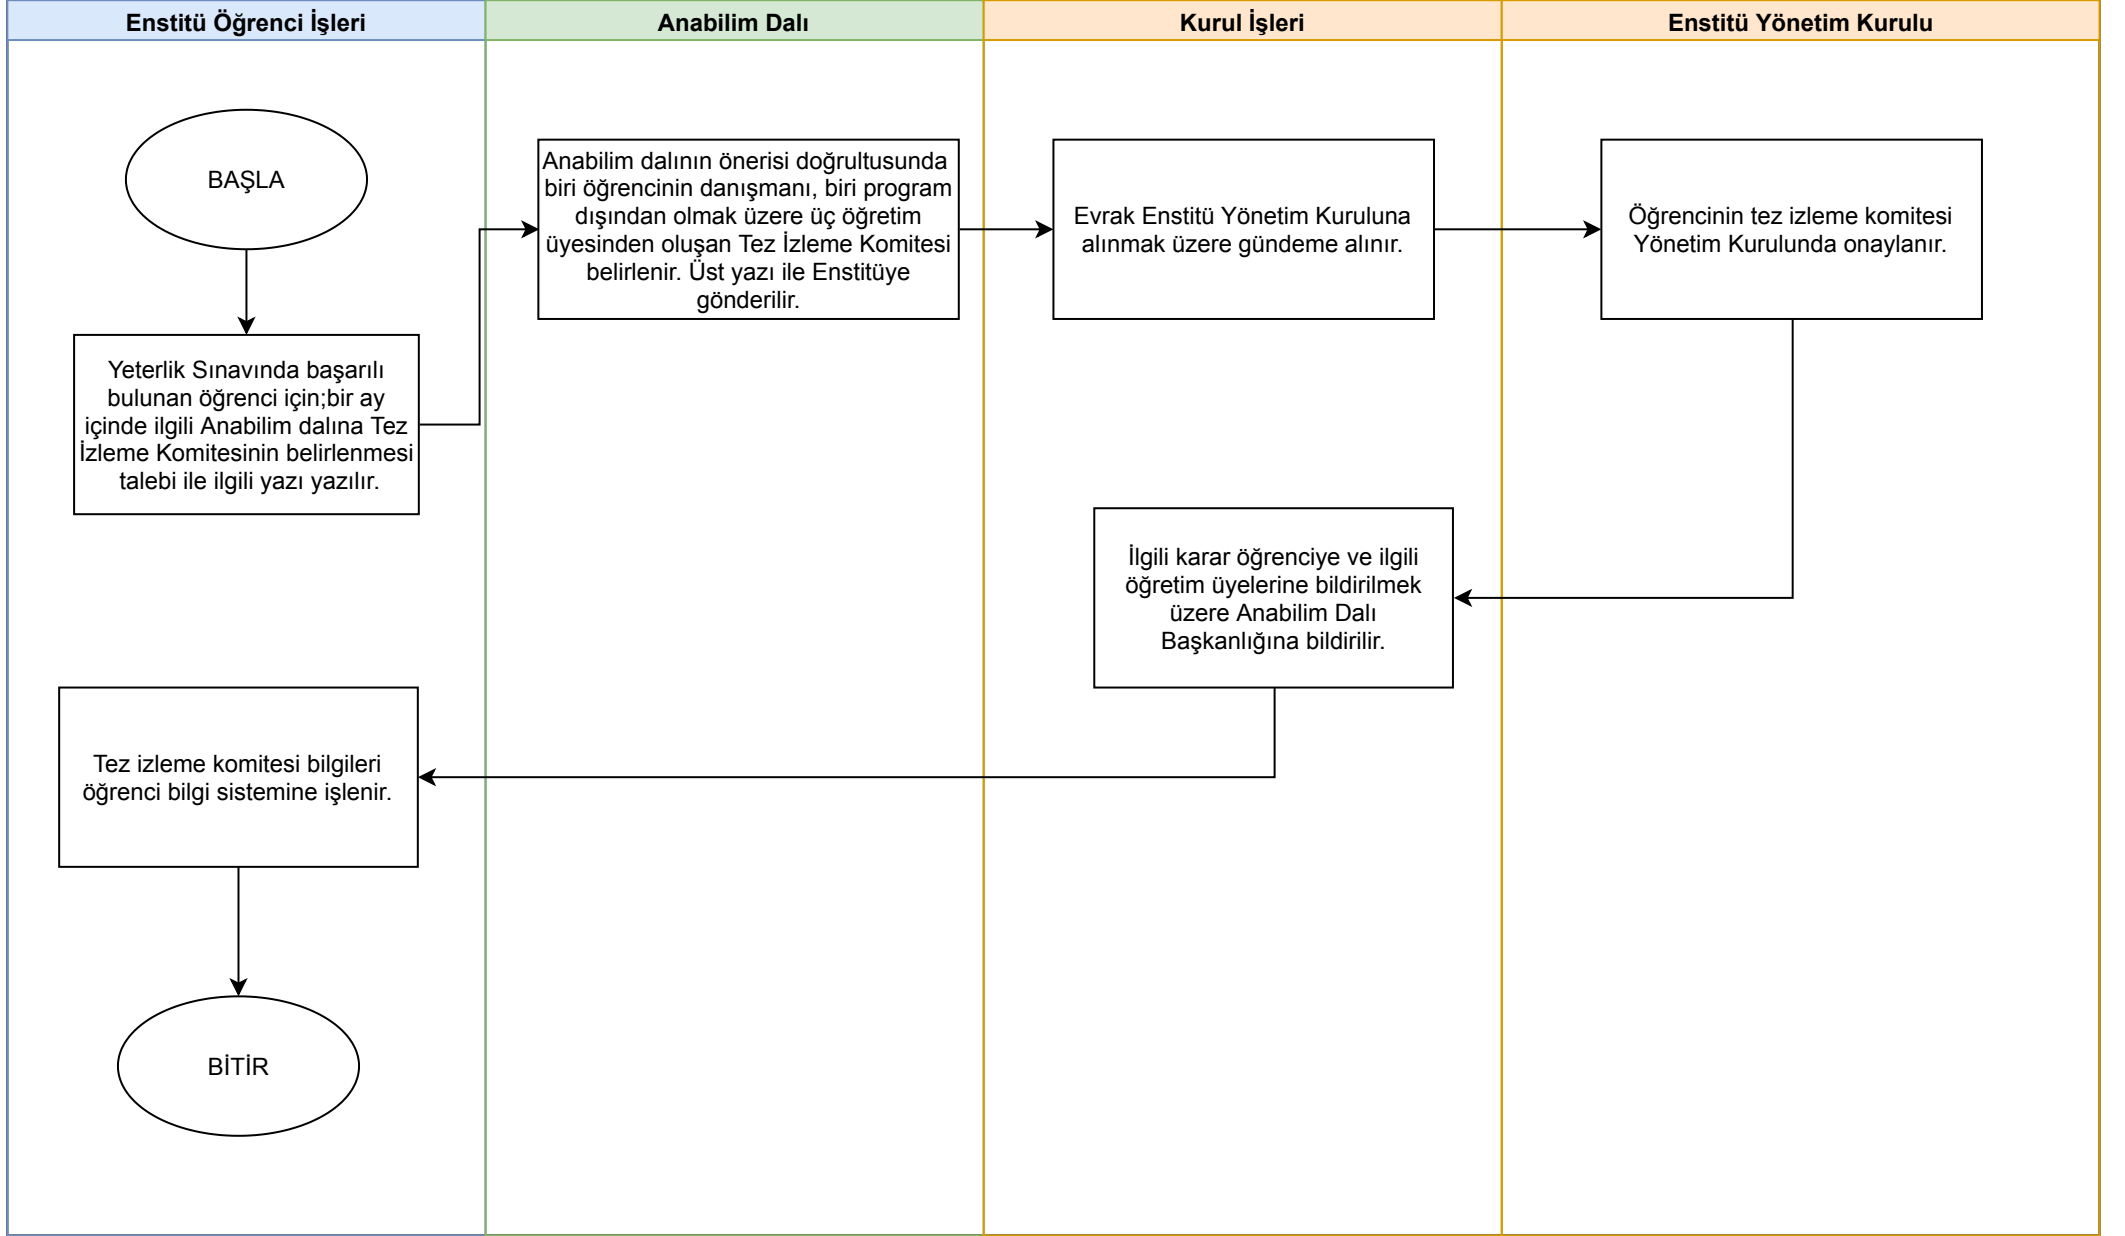 Enstitü Öğrenci İşleri
Anabilim Dalı
Kurul İşleri
Enstitü Yönetim Kurulu
BAŞLA
Yeterlik Sınavında başarılı
bulunan öğrenci için;bir ay
içinde ilgili Anabilim dalına Tez
İzleme Komitesinin belirlenmesi
talebi ile ilgili yazı yazılır.
Anabilim dalının önerisi doğrultusunda
biri öğrencinin danışmanı, biri program
dışından olmak üzere üç öğretim
üyesinden oluşan Tez İzleme Komitesi
belirlenir. Üst yazı ile Enstitüye
gönderilir.
Evrak Enstitü Yönetim Kuruluna
alınmak üzere gündeme alınır.
Öğrencinin tez izleme komitesi
Yönetim Kurulunda onaylanır.
İlgili karar öğrenciye ve ilgili
öğretim üyelerine bildirilmek
üzere Anabilim Dalı
Başkanlığına bildirilir.
Tez izleme komitesi bilgileri
öğrenci bilgi sistemine işlenir.
BİTİR